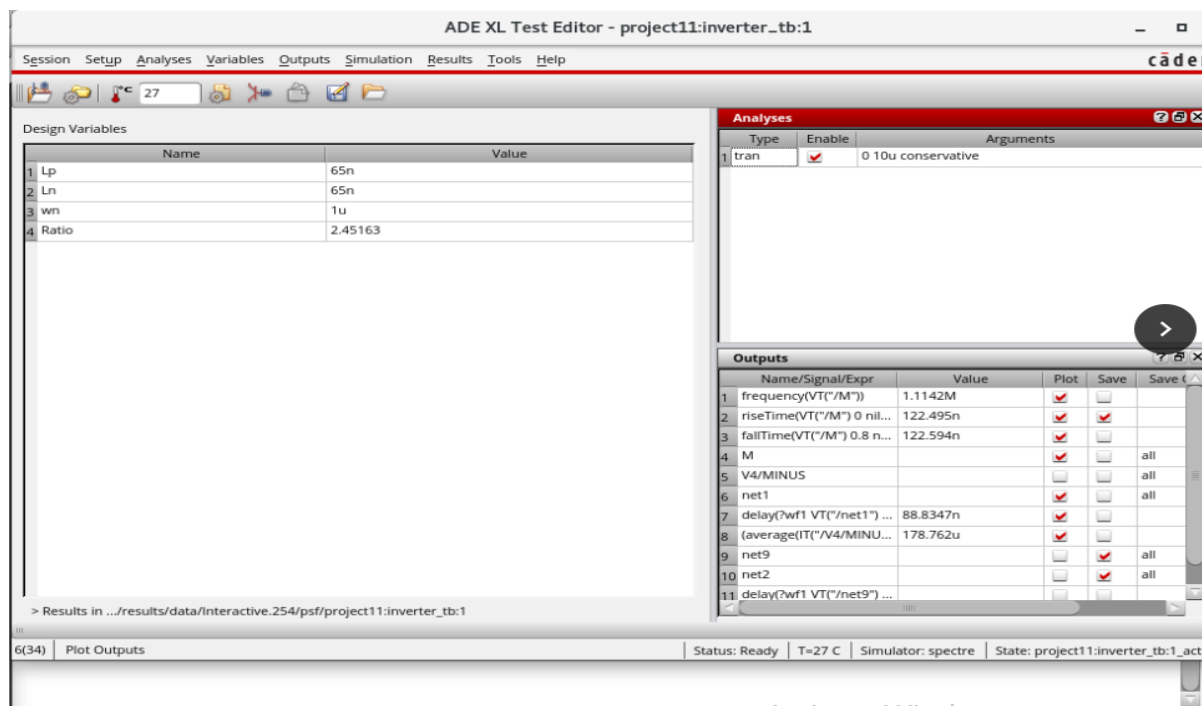 ADE XL Test Editor - project11:inverter_tb:1
Session Setup Analyses Variables Outputs Simulation Results Tools Help
cāde
°C 27
Design Variables
Name Value
1 Lp 65n
2 Ln 65n
3 wn 1u
4 Ratio 2.45163
> Results in .../results/data/Interactive.254/psf/project11:inverter_tb:1
Analyses
Type Enable Arguments
1 tran 0 10u conservative
Outputs
Name/Signal/Expr Value Plot Save Save
1 frequency(VT("/M")) 1.1142M
2 riseTime(VT("/M") 0 nil... 122.495n
3 fallTime(VT("/M") 0.8 n... 122.594n
4 M all
5 V4/MINUS all
6 net1 all
7 delay(?wf1 VT("/net1") ... 88.8347n
8 (average(IT("/V4/MINU... 178.762u
9 net9 all
10 net2 all
11 delay(?wf1 VT("/net9") ...
6(34) Plot Outputs Status: Ready T=27 C Simulator: spectre State: project11:inverter_tb:1_act